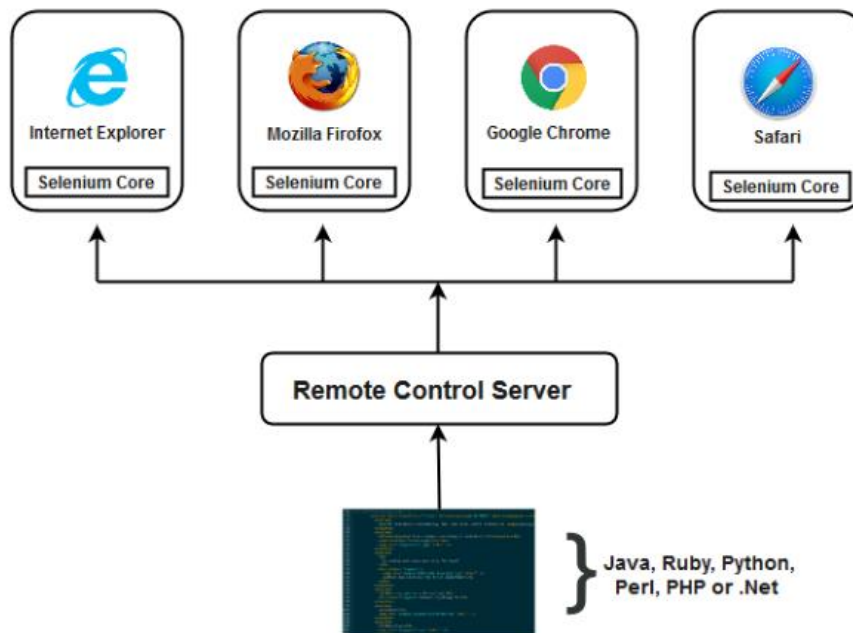 Internet Explorer
Mozilla Firofox
Google Chrome
Safari
Selenium Core
Selenium Core
Selenium Core
Selenium Core
Remote Control Server
Java, Ruby, Python,
Perl, PHP or .Net